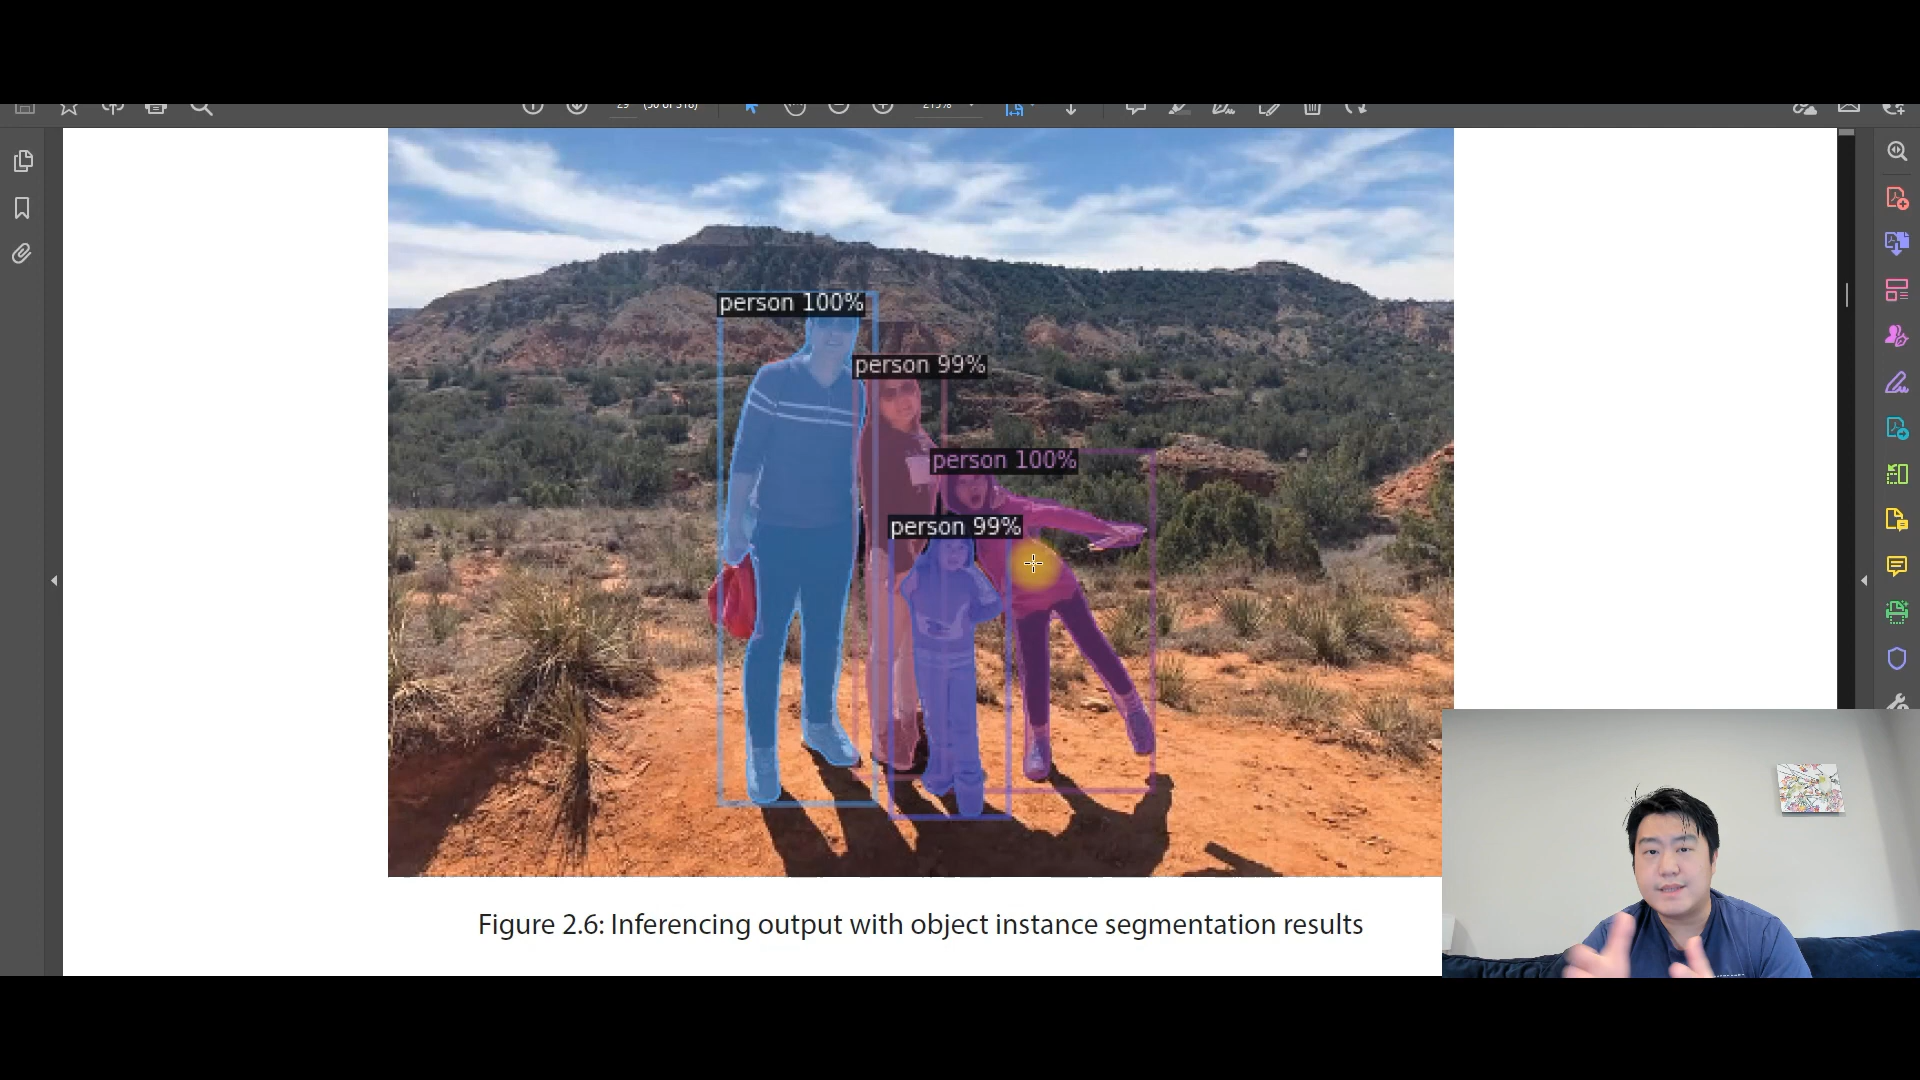 person 100%
person 99%
person 100%
person 99%
Figure 2.6: Inferencing output with object instance segmentation results